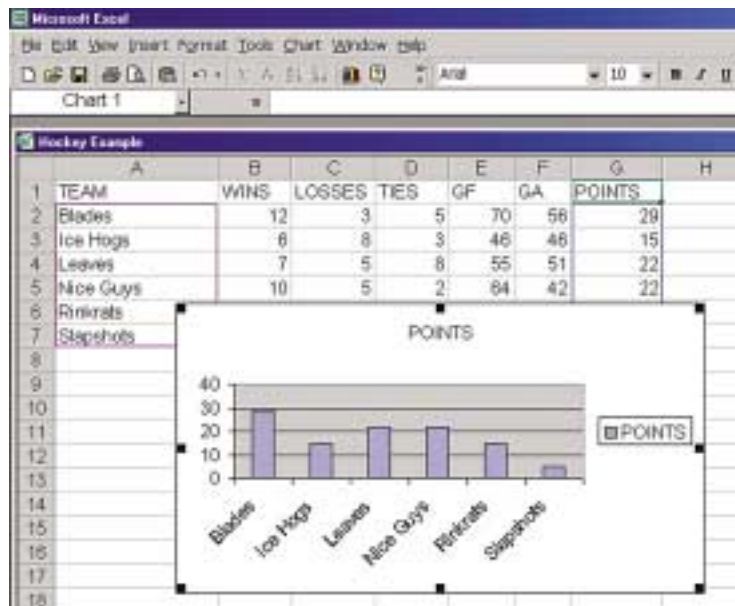 Microsoft Excel
File Edit View Insert Format Tools Chart Window Help
Arial 10 B I U
Chart 1 =
Hockey Example
A B C D E F G H
1 TEAM WINS LOSSES TIES GF GA POINTS
2 Blades 12 3 5 70 56 29
3 Ice Hogs 6 8 3 46 46 15
4 Leaves 7 5 8 55 51 22
5 Nice Guys 10 5 2 64 42 22
6 Rinkrats
7 Slapshots
8
9
10
11
12
13
14
15
16
17
18
POINTS
40
30
20
10
0
Blades Ice Hogs Leaves Nice Guys Rinkrats Slapshots
POINTS